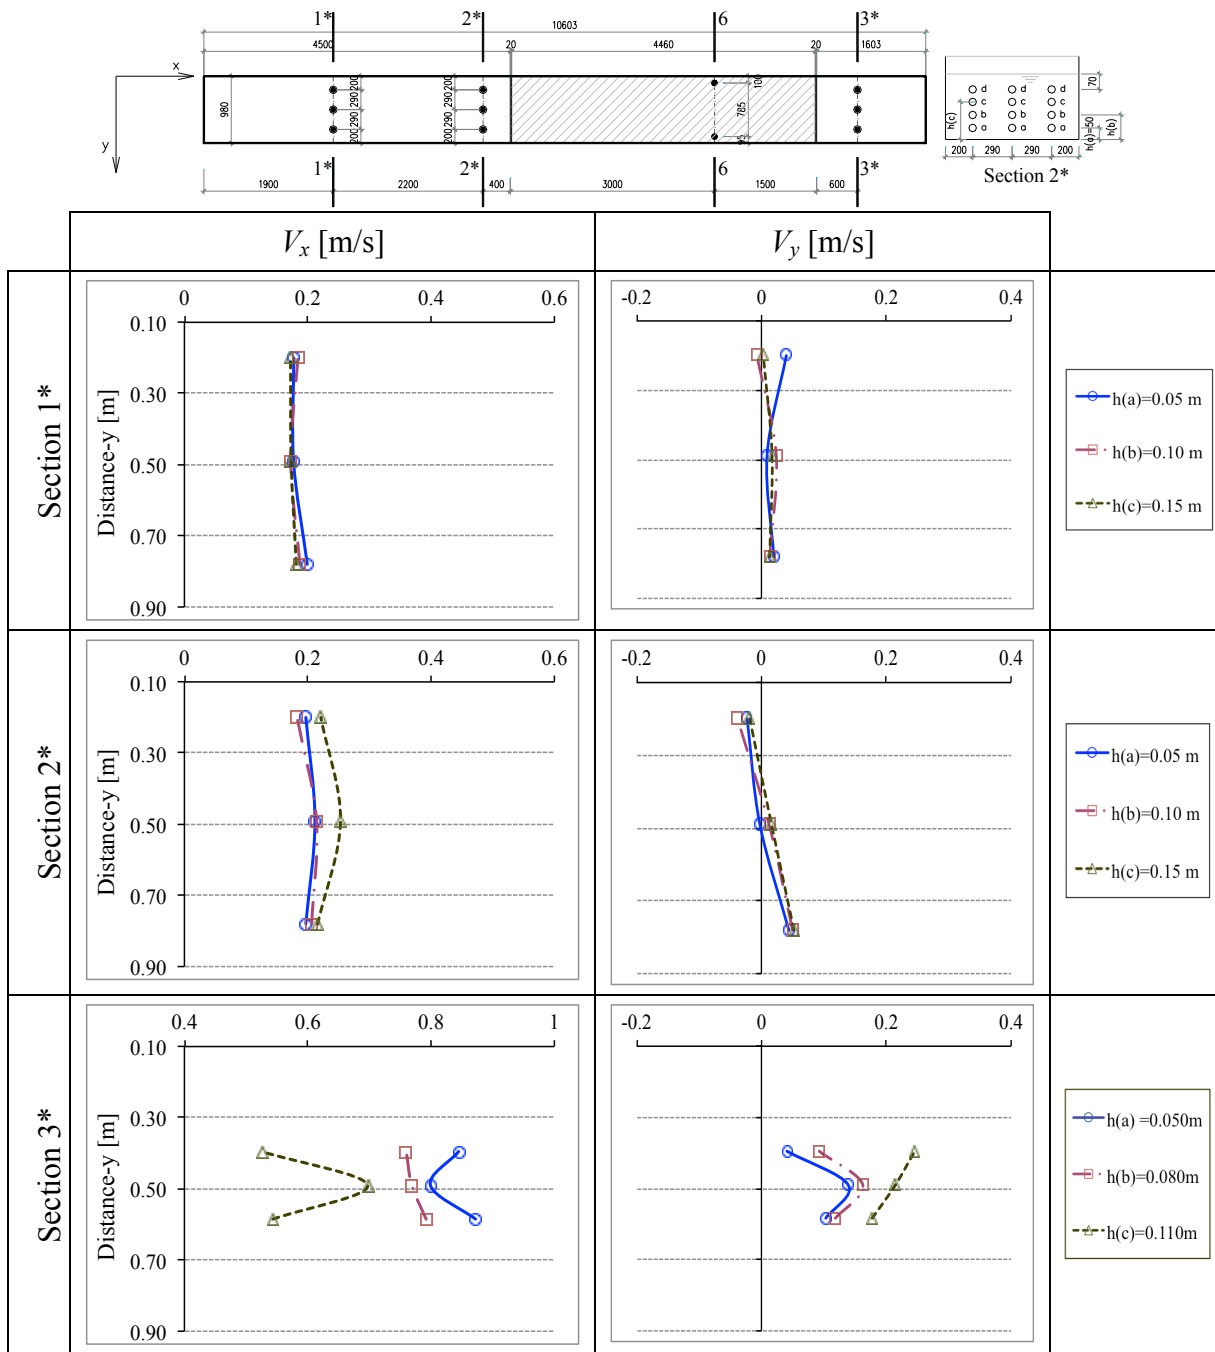 1* 2* 6 3*
10603
4500 20 4460 20 1603
x
y
980
200 290 290 200
200 290 290 200
100 785 95
1* 2* 6 3*
1900 2200 400 3000 1500 600
d d d
c c c
b b b
a a a
70
h(c)
h(a)=50
h(b)
200 290 290 200
Section 2*
Vx [m/s] Vy [m/s]
Section 1*
0 0.2 0.4 0.6
Distance-y [m]
0.10
0.30
0.50
0.70
0.90
-0.2 0 0.2 0.4
h(a)=0.05 m
h(b)=0.10 m
h(c)=0.15 m
Section 2*
0 0.2 0.4 0.6
Distance-y [m]
0.10
0.30
0.50
0.70
0.90
-0.2 0 0.2 0.4
h(a)=0.05 m
h(b)=0.10 m
h(c)=0.15 m
Section 3*
0.4 0.6 0.8 1
Distance-y [m]
0.10
0.30
0.50
0.70
0.90
-0.2 0 0.2 0.4
h(a) =0.050m
h(b)=0.080m
h(c)=0.110m